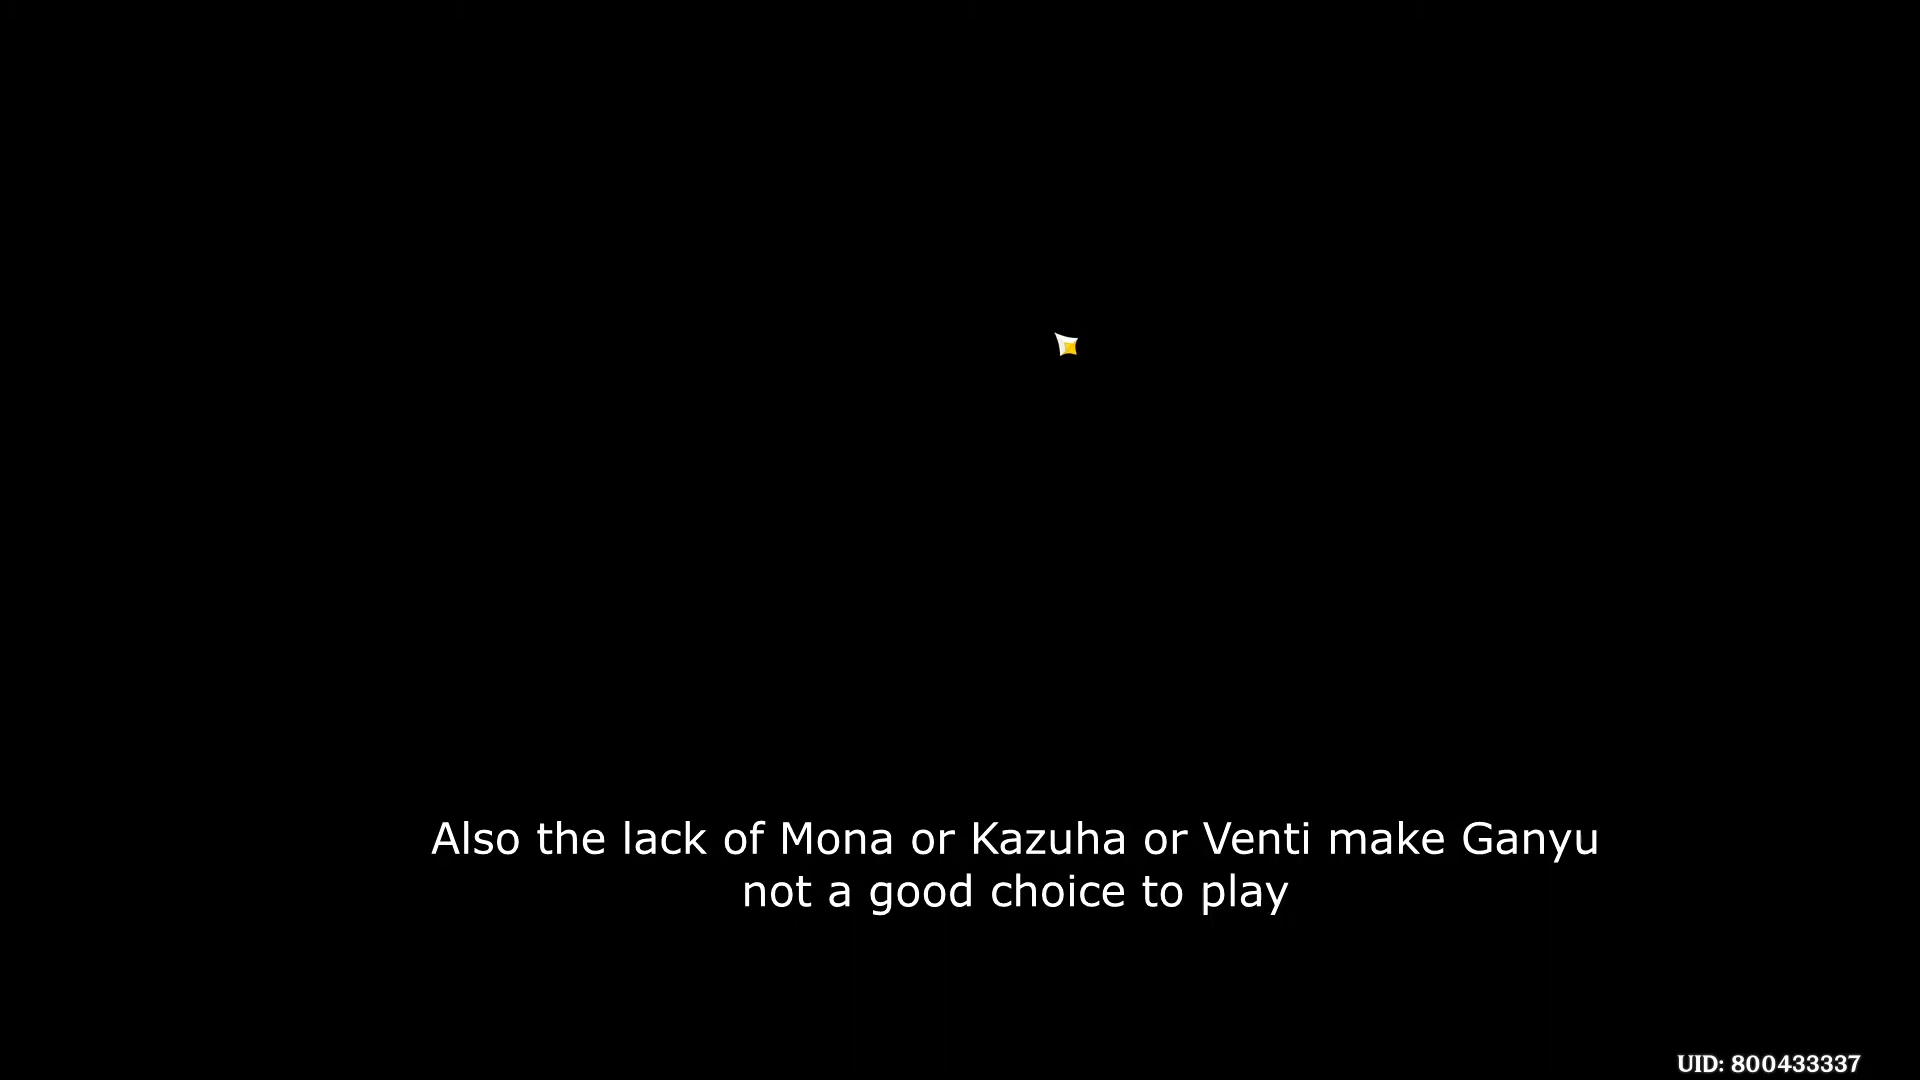 Also the lack of Mona or Kazuha or Venti make Ganyu
not a good choice to play
UID: 800433337